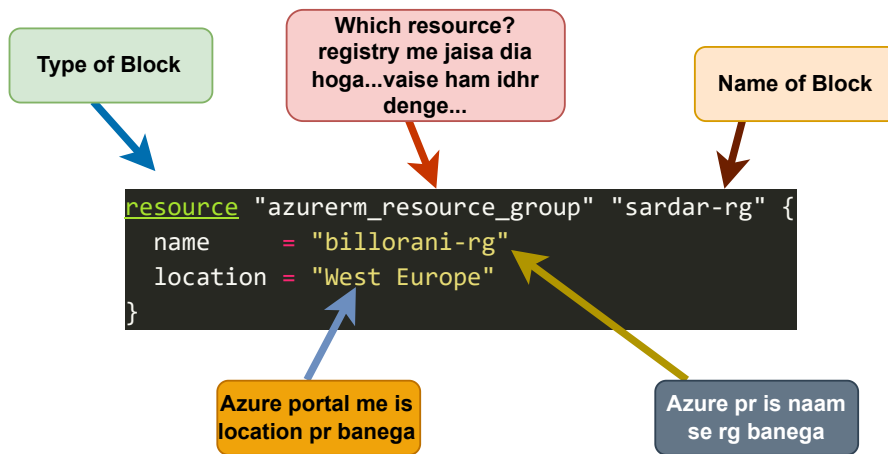 Type of Block
Which resource?
registry me jaisa dia
hoga...vaise ham idhr
denge...
Name of Block
resource "azurerm_resource_group" "sardar-rg" {
  name     = "billorani-rg"
  location = "West Europe"
}
Azure portal me is
location pr banega
Azure pr is naam
se rg banega